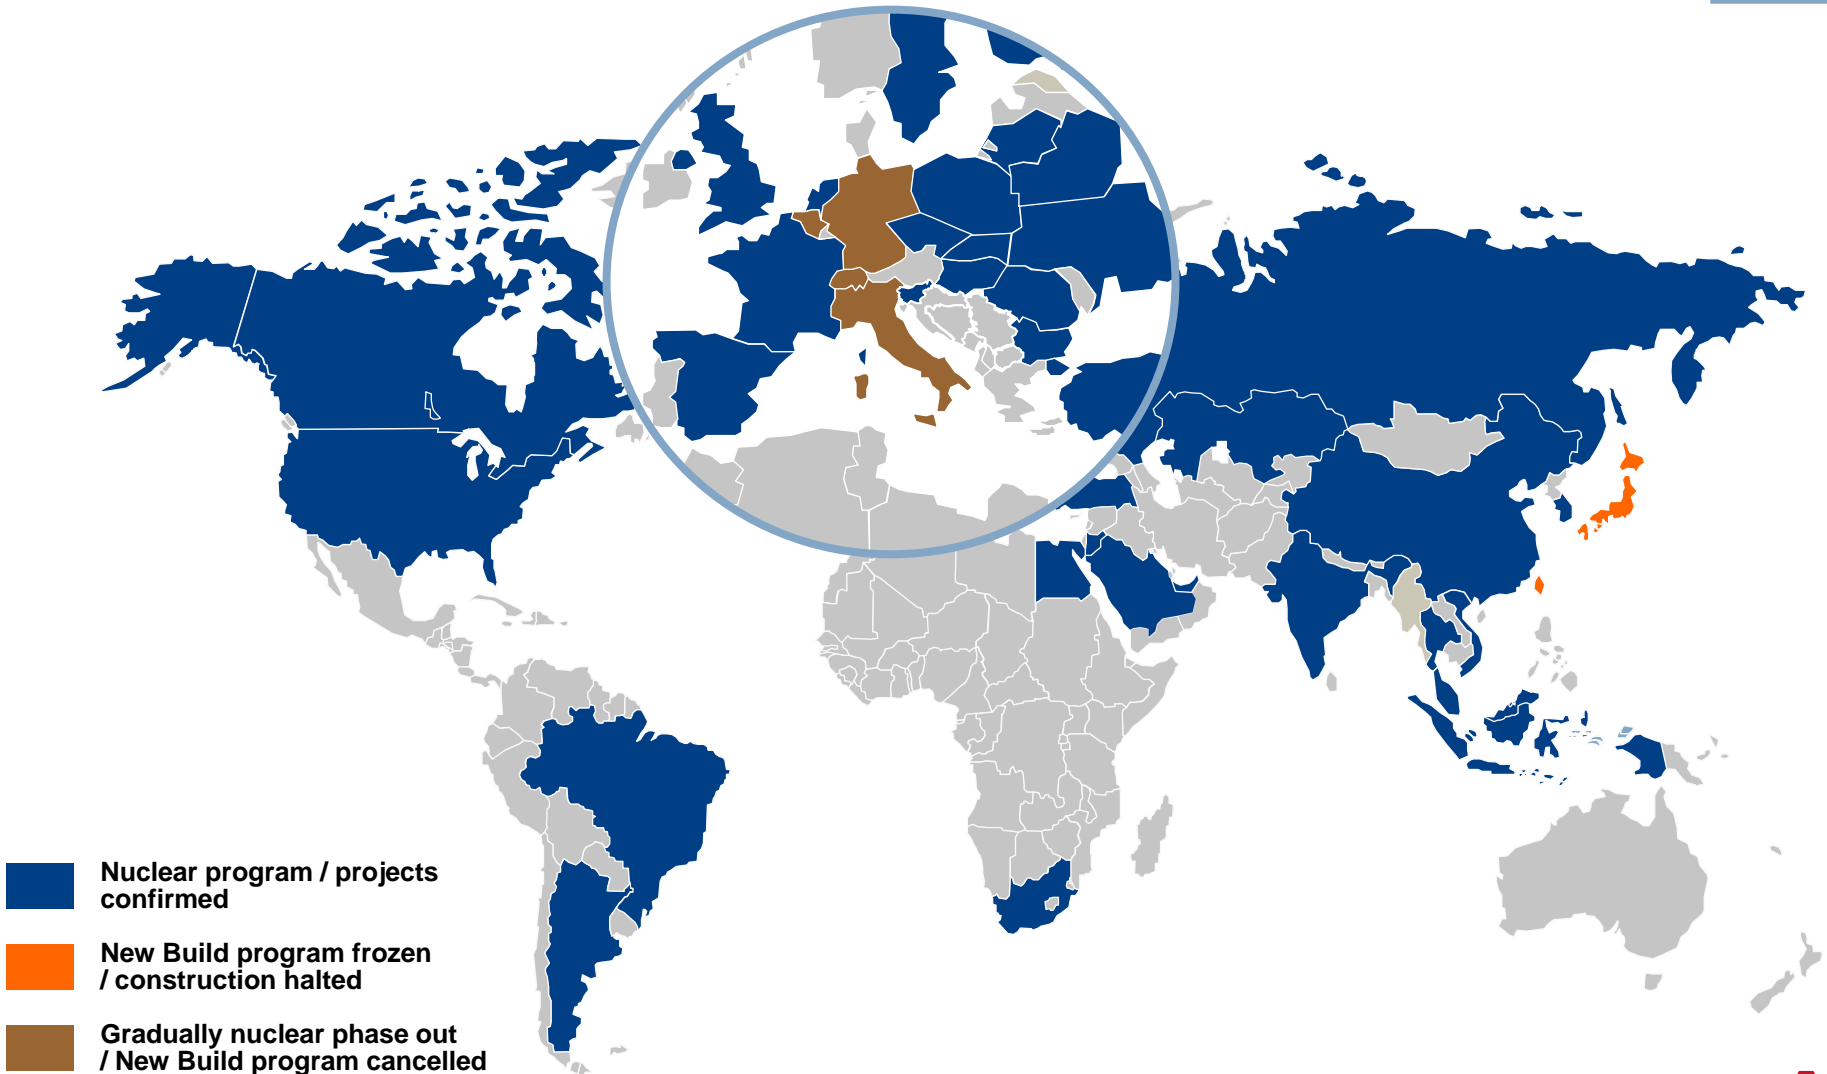 Nuclear program / projects
confirmed
New Build program frozen
/ construction halted
Gradually nuclear phase out
/ New Build program cancelled